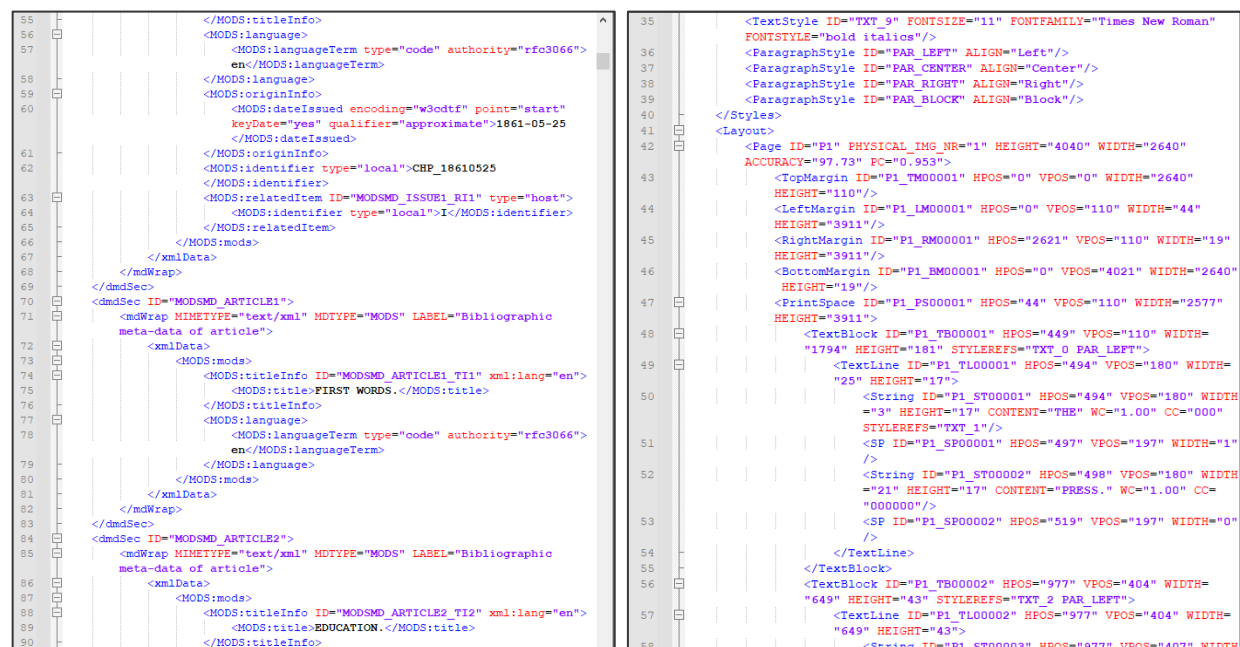 55 </MODS:titleInfo>
56 <MODS:language>
57 <MODS:languageTerm type="code" authority="rfc3066">
en</MODS:languageTerm>
58 </MODS:language>
59 <MODS:originInfo>
60 <MODS:dateIssued encoding="w3cdtf" point="start"
keyDate="yes" qualifier="approximate">1861-05-25
</MODS:dateIssued>
61 </MODS:originInfo>
62 <MODS:identifier type="local">CHP_18610525
</MODS:identifier>
63 <MODS:relatedItem ID="MODSMD_ISSUE1_RI1" type="host">
64 <MODS:identifier type="local">I</MODS:identifier>
65 </MODS:relatedItem>
66 </MODS:mods>
67 </xmlData>
68 </mdWrap>
69 </dmdSec>
70 <dmdSec ID="MODSMD_ARTICLE1">
71 <mdWrap MIMETYPE="text/xml" MDTYPE="MODS" LABEL="Bibliographic
meta-data of article">
72 <xmlData>
73 <MODS:mods>
74 <MODS:titleInfo ID="MODSMD_ARTICLE1_TI1" xml:lang="en">
75 <MODS:title>FIRST WORDS.</MODS:title>
76 </MODS:titleInfo>
77 <MODS:language>
78 <MODS:languageTerm type="code" authority="rfc3066">
en</MODS:languageTerm>
79 </MODS:language>
80 </MODS:mods>
81 </xmlData>
82 </mdWrap>
83 </dmdSec>
84 <dmdSec ID="MODSMD_ARTICLE2">
85 <mdWrap MIMETYPE="text/xml" MDTYPE="MODS" LABEL="Bibliographic
meta-data of article">
86 <xmlData>
87 <MODS:mods>
88 <MODS:titleInfo ID="MODSMD_ARTICLE2_TI2" xml:lang="en">
89 <MODS:title>EDUCATION.</MODS:title>
90 </MODS:titleInfo>
35 <TextStyle ID="TXT_9" FONTSIZE="11" FONTFAMILY="Times New Roman"
FONTSTYLE="bold italics"/>
36 <ParagraphStyle ID="PAR_LEFT" ALIGN="Left"/>
37 <ParagraphStyle ID="PAR_CENTER" ALIGN="Center"/>
38 <ParagraphStyle ID="PAR_RIGHT" ALIGN="Right"/>
39 <ParagraphStyle ID="PAR_BLOCK" ALIGN="Block"/>
40 </Styles>
41 <Layout>
42 <Page ID="P1" PHYSICAL_IMG_NR="1" HEIGHT="4040" WIDTH="2640"
ACCURACY="97.73" PC="0.953">
43 <TopMargin ID="P1_TM00001" HPOS="0" VPOS="0" WIDTH="2640"
HEIGHT="110"/>
44 <LeftMargin ID="P1_LM00001" HPOS="0" VPOS="110" WIDTH="44"
HEIGHT="3911"/>
45 <RightMargin ID="P1_RM00001" HPOS="2621" VPOS="110" WIDTH="19"
HEIGHT="3911"/>
46 <BottomMargin ID="P1_BM00001" HPOS="0" VPOS="4021" WIDTH="2640"
HEIGHT="19"/>
47 <PrintSpace ID="P1_PS00001" HPOS="44" VPOS="110" WIDTH="2577"
HEIGHT="3911">
48 <TextBlock ID="P1_TB00001" HPOS="449" VPOS="110" WIDTH=
"1794" HEIGHT="181" STYLEREFS="TXT_0 PAR_LEFT">
49 <TextLine ID="P1_TL00001" HPOS="494" VPOS="180" WIDTH=
"25" HEIGHT="17">
50 <String ID="P1_ST00001" HPOS="494" VPOS="180" WIDTH
="3" HEIGHT="17" CONTENT="THE" WC="1.00" CC="000"
STYLEREFS="TXT_1"/>
51 <SP ID="P1_SP00001" HPOS="497" VPOS="197" WIDTH="1"
/>
52 <String ID="P1_ST00002" HPOS="498" VPOS="180" WIDTH
="21" HEIGHT="17" CONTENT="PRESS." WC="1.00" CC=
"000000"/>
53 <SP ID="P1_SP00002" HPOS="519" VPOS="197" WIDTH="0"
/>
54 </TextLine>
55 </TextBlock>
56 <TextBlock ID="P1_TB00002" HPOS="977" VPOS="404" WIDTH=
"649" HEIGHT="43" STYLEREFS="TXT_2 PAR_LEFT">
57 <TextLine ID="P1_TL00002" HPOS="977" VPOS="404" WIDTH=
"649" HEIGHT="43">
58 <String ID="P1_ST00003" HPOS="977" VPOS="407" WIDTH